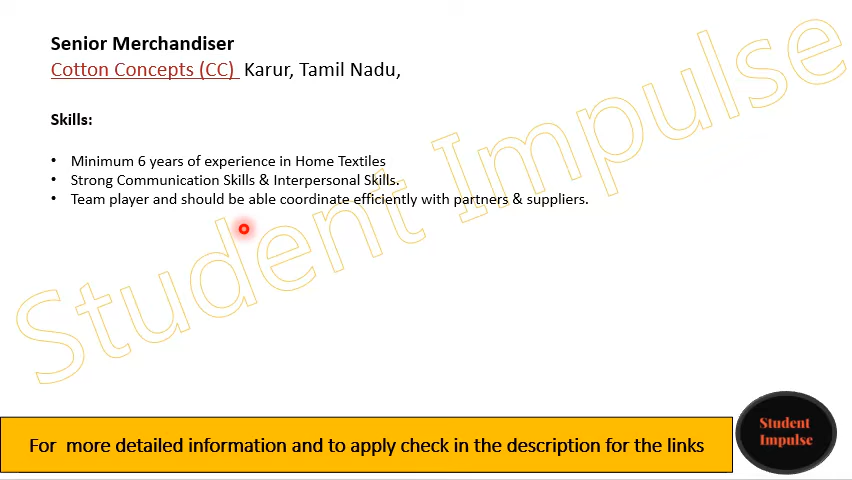 Senior Merchandiser
Cotton Concepts (CC) Karur, Tamil Nadu,
Skills:
• Minimum 6 years of experience in Home Textiles
• Strong Communication Skills & Interpersonal Skills.
• Team player and should be able coordinate efficiently with partners & suppliers.
Student Impulse
For more detailed information and to apply check in the description for the links
Student
Impulse